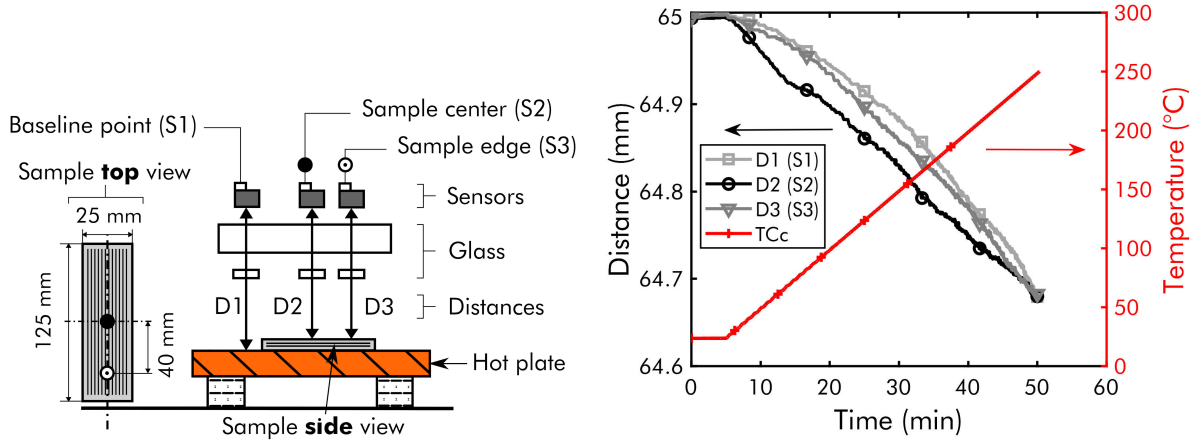 Sample center (S2)
Baseline point (S1)
Sample edge (S3)
Sample top view
25 mm
Sensors
Glass
125 mm
40 mm
D1
D2
D3
Distances
Hot plate
Sample side view
65
64.9
64.8
64.7
64.6
Distance (mm)
D1 (S1)
D2 (S2)
D3 (S3)
TCc
300
250
200
150
100
50
0
Temperature (°C)
0
10
20
30
40
50
60
Time (min)